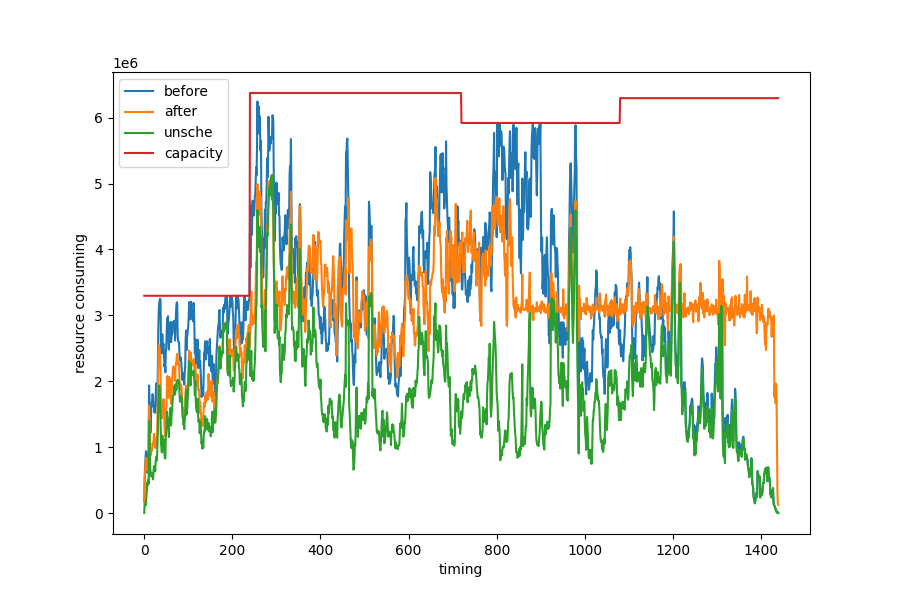 1e6
before
after
unsche
capacity
6
5
4
3
2
1
0
resource consuming
0 200 400 600 800 1000 1200 1400
timing